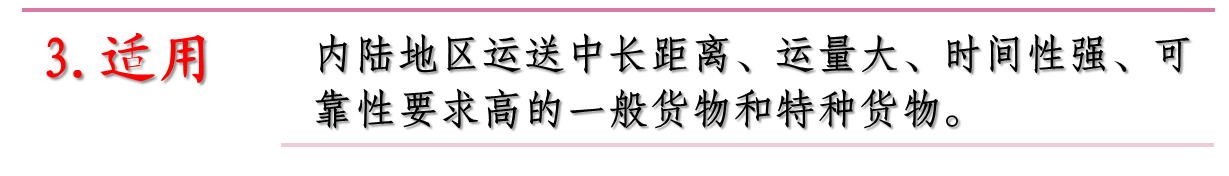 3.适用
内陆地区运送中长距离、运量大、时间性强、可
靠性要求高的一般货物和特种货物。